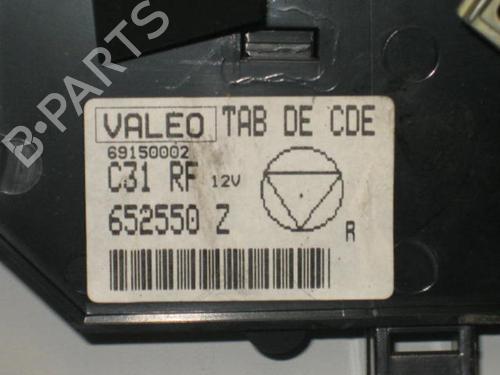 B-PARTS
VALEO TAB DE CDE
69150002
C31 RF 12V
652550 Z
R